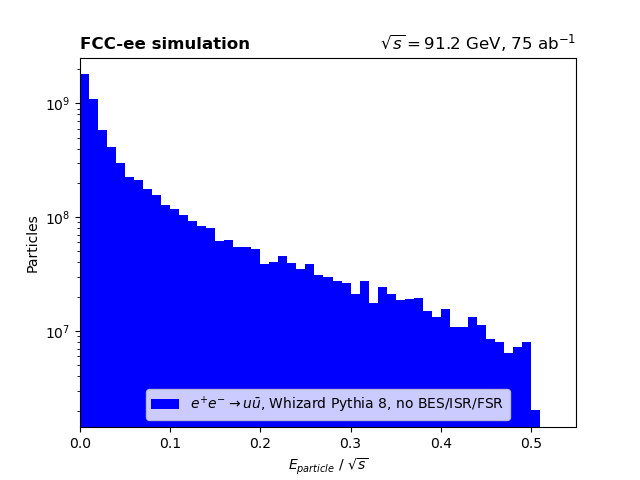 FCC-ee simulation
√s = 91.2 GeV, 75 ab⁻¹
Particles
10⁹
10⁸
10⁷
e⁺e⁻ → uū, Whizard Pythia 8, no BES/ISR/FSR
0.0 0.1 0.2 0.3 0.4 0.5
E_particle / √s